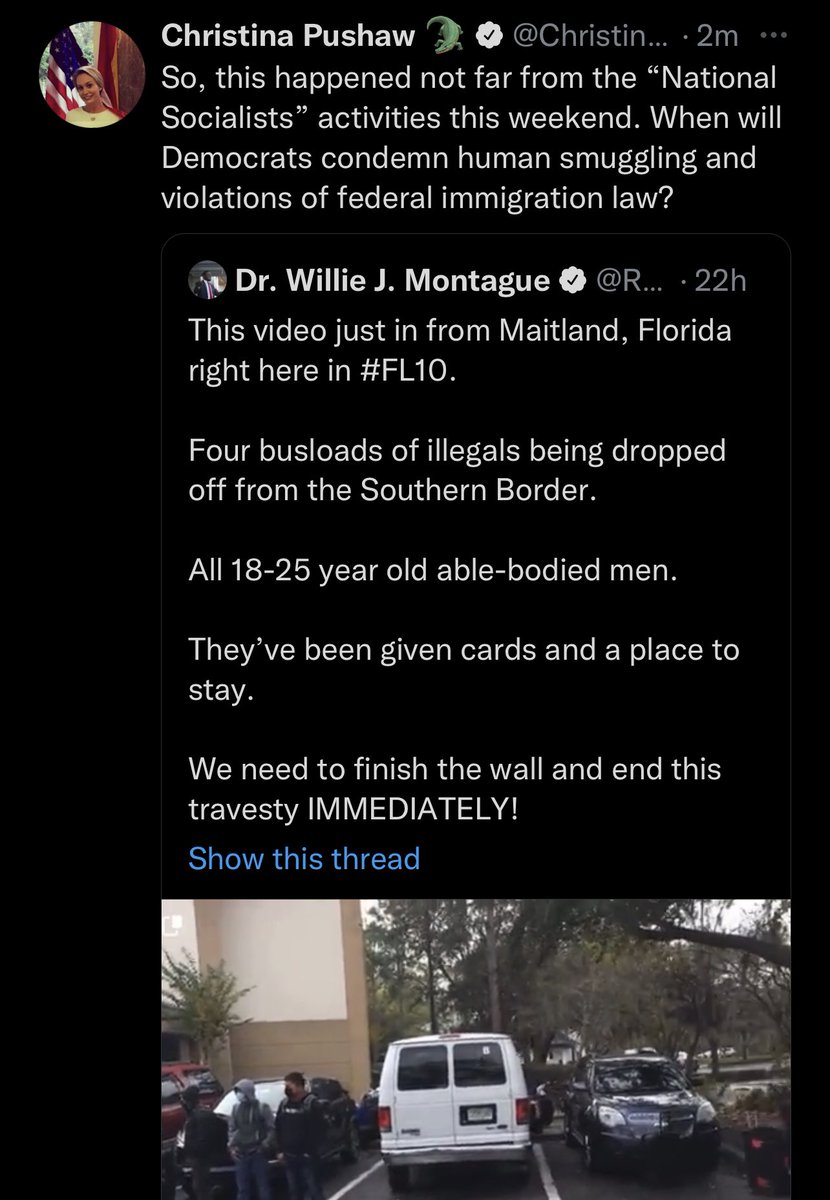 Christina Pushaw 🐊 @Christin... · 2m ...
So, this happened not far from the “National
Socialists” activities this weekend. When will
Democrats condemn human smuggling and
violations of federal immigration law?
Dr. Willie J. Montague @R... · 22h
This video just in from Maitland, Florida
right here in #FL10.
Four busloads of illegals being dropped
off from the Southern Border.
All 18-25 year old able-bodied men.
They’ve been given cards and a place to
stay.
We need to finish the wall and end this
travesty IMMEDIATELY!
Show this thread